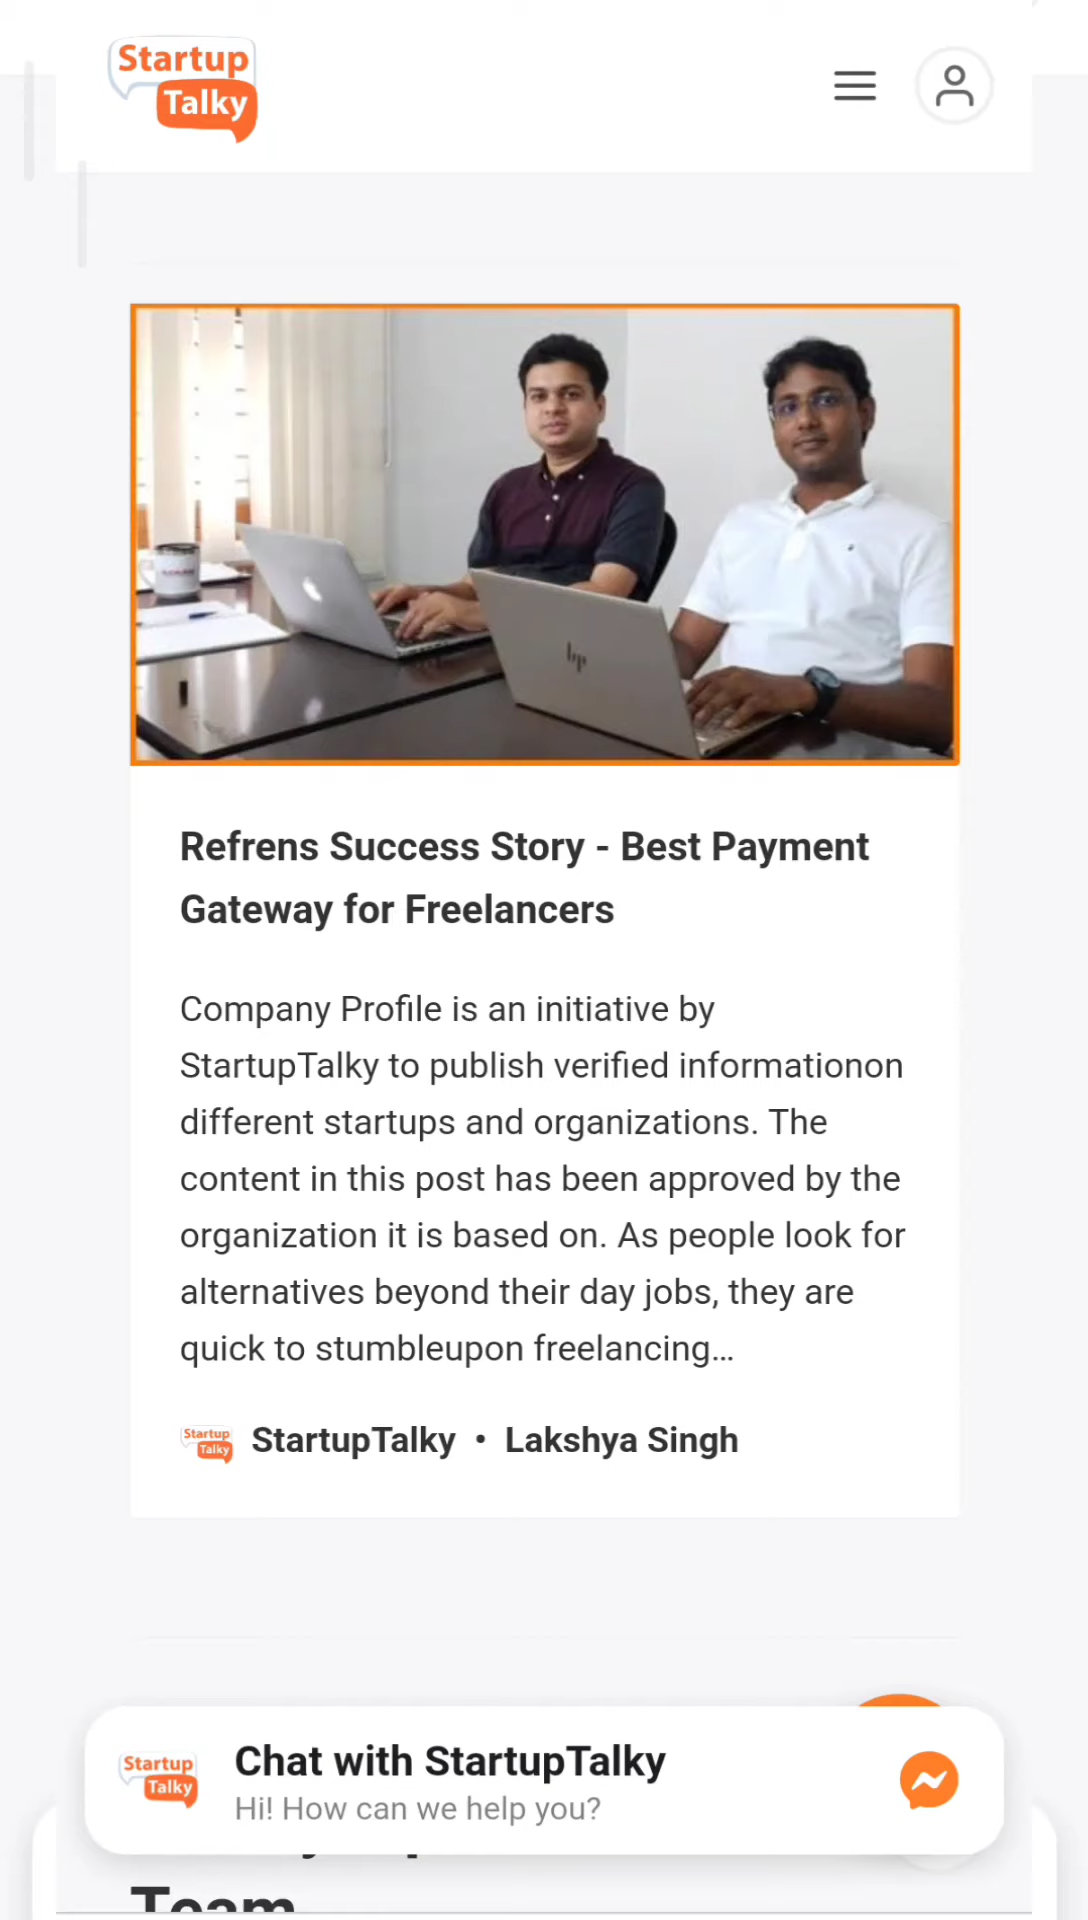 Startup
Talky
hp
Refrens Success Story - Best Payment
Gateway for Freelancers
Company Profile is an initiative by
StartupTalky to publish verified informationon
different startups and organizations. The
content in this post has been approved by the
organization it is based on. As people look for
alternatives beyond their day jobs, they are
quick to stumbleupon freelancing...
Startup
Talky
StartupTalky • Lakshya Singh
Startup
Talky
Chat with StartupTalky
Hi! How can we help you?
Team